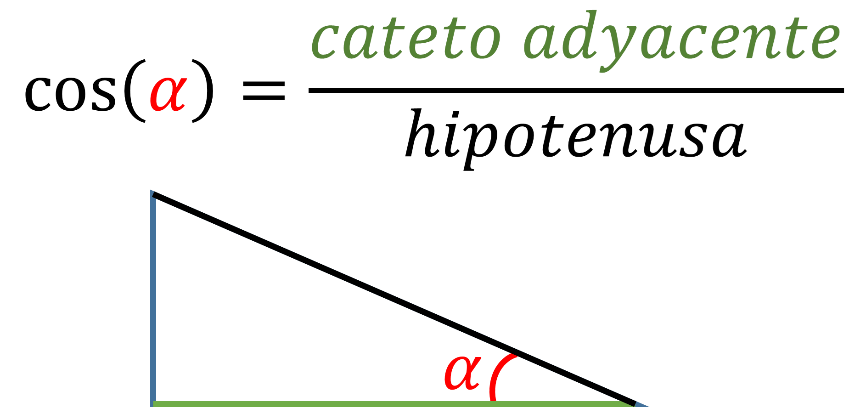 cos(α) = cateto adyacente
hipotenusa
α